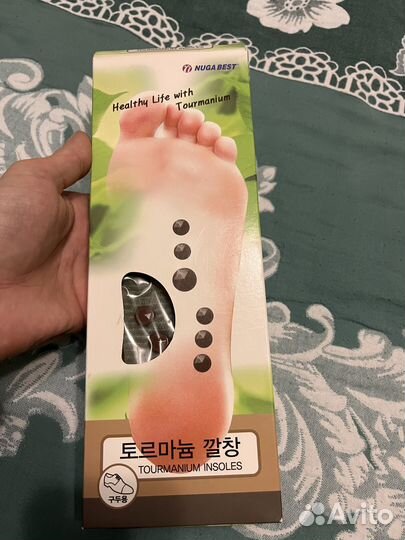 NUGA BEST
Healthy Life with
Tourmanium
토르마늄 깔창
TOURMANIUM INSOLES
구두용
Avito